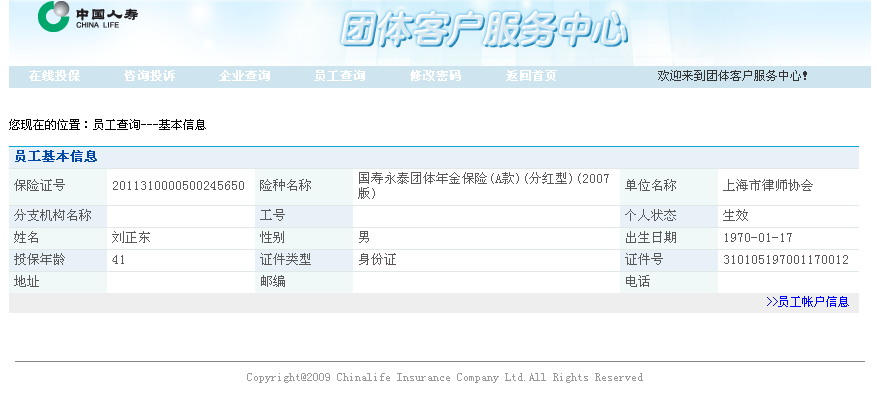 中国人寿
CHINA LIFE
团体客户服务中心
在线投保 咨询投诉 企业查询 员工查询 修改密码 返回首页 欢迎来到团体客户服务中心!
您现在的位置：员工查询---基本信息
员工基本信息
保险证号 2011310000500245650 险种名称 国寿永泰团体年金保险(A款)(分红型)(2007版) 单位名称 上海市律师协会
分支机构名称 工号 个人状态 生效
姓名 刘正东 性别 男 出生日期 1970-01-17
投保年龄 41 证件类型 身份证 证件号 310105197001170012
地址 邮编 电话
>>员工帐户信息
Copyright@2009 Chinalife Insurance Company Ltd.All Rights Reserved